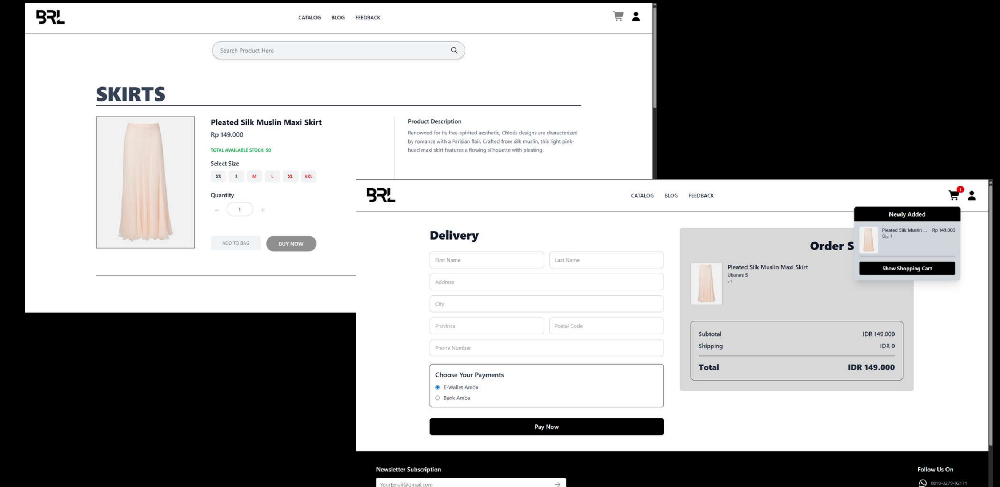 BRL
CATALOG BLOG FEEDBACK
Search Product Here
SKIRTS
Pleated Silk Muslin Maxi Skirt
Rp 149.000
TOTAL AVAILABLE STOCK: 50
Select Size
XS S M L XL XXL
Quantity
1
ADD TO BAG BUY NOW
Product Description
Renowned for its free-spirited aesthetic, Chloés designs are characterized
by romance with a Parisian flair. Crafted from silk muslin, this light pink-
hued maxi skirt features a flowing silhouette with pleating.
BRL
CATALOG BLOG FEEDBACK
1
Newly Added
Pleated Silk Muslin ... Rp 149.000
Qty: 1
Show Shopping Cart
Delivery
First Name Last Name
Address
City
Province Postal Code
Phone Number
Choose Your Payments
E-Wallet Amba
Bank Amba
Pay Now
Order S
Pleated Silk Muslin Maxi Skirt
Ukuran: S
x1
Subtotal IDR 149.000
Shipping IDR 0
Total IDR 149.000
Newsletter Subscription
YourEmail@gmail.com
Follow Us On
0810-3279-92171